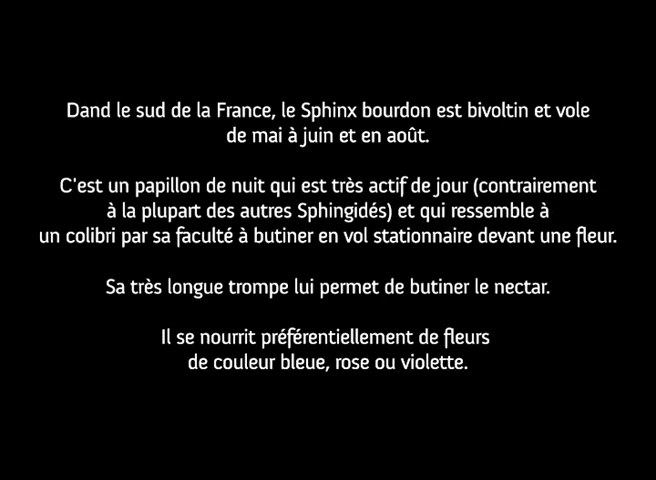 Dand le sud de la France, le Sphinx bourdon est bivoltin et vole
de mai à juin et en août.
C'est un papillon de nuit qui est très actif de jour (contrairement
à la plupart des autres Sphingidés) et qui ressemble à
un colibri par sa faculté à butiner en vol stationnaire devant une fleur.
Sa très longue trompe lui permet de butiner le nectar.
Il se nourrit préférentiellement de fleurs
de couleur bleue, rose ou violette.